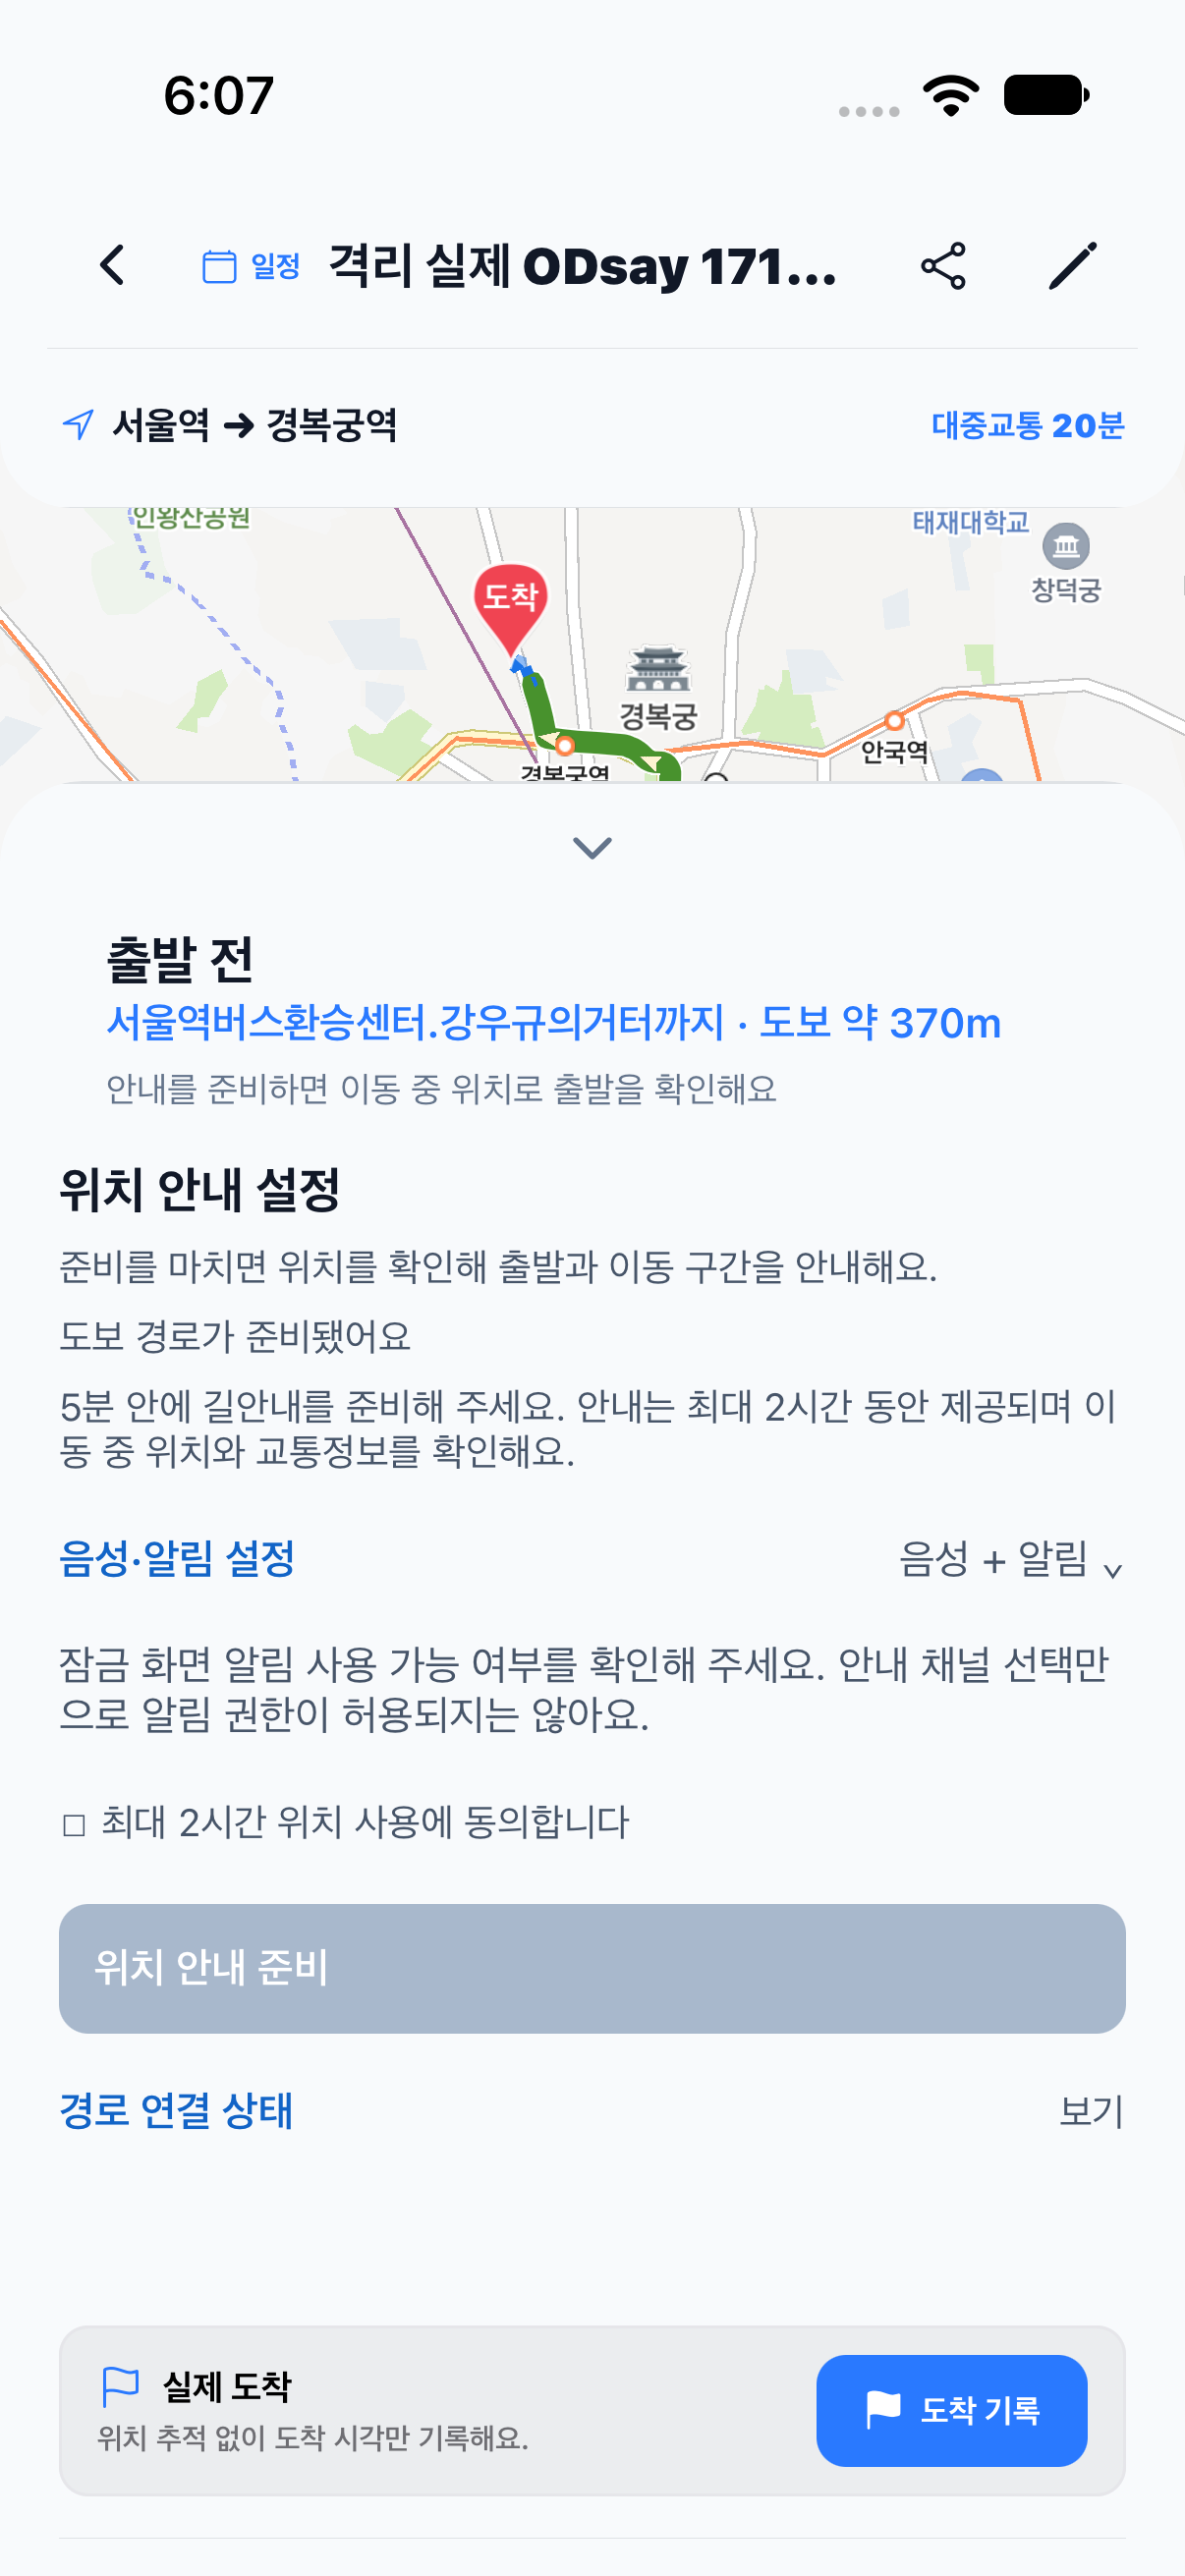 6:07
일정 격리 실제 ODsay 171...
서울역 → 경복궁역
대중교통 20분
인왕산공원
태재대학교
창덕궁
도착
경복궁
안국역
경복궁역
출발 전
서울역버스환승센터.강우규의거터까지 · 도보 약 370m
안내를 준비하면 이동 중 위치로 출발을 확인해요
위치 안내 설정
준비를 마치면 위치를 확인해 출발과 이동 구간을 안내해요.
도보 경로가 준비됐어요
5분 안에 길안내를 준비해 주세요. 안내는 최대 2시간 동안 제공되며 이
동 중 위치와 교통정보를 확인해요.
음성·알림 설정
음성 + 알림
잠금 화면 알림 사용 가능 여부를 확인해 주세요. 안내 채널 선택만
으로 알림 권한이 허용되지는 않아요.
□ 최대 2시간 위치 사용에 동의합니다
위치 안내 준비
경로 연결 상태
보기
실제 도착
위치 추적 없이 도착 시각만 기록해요.
도착 기록